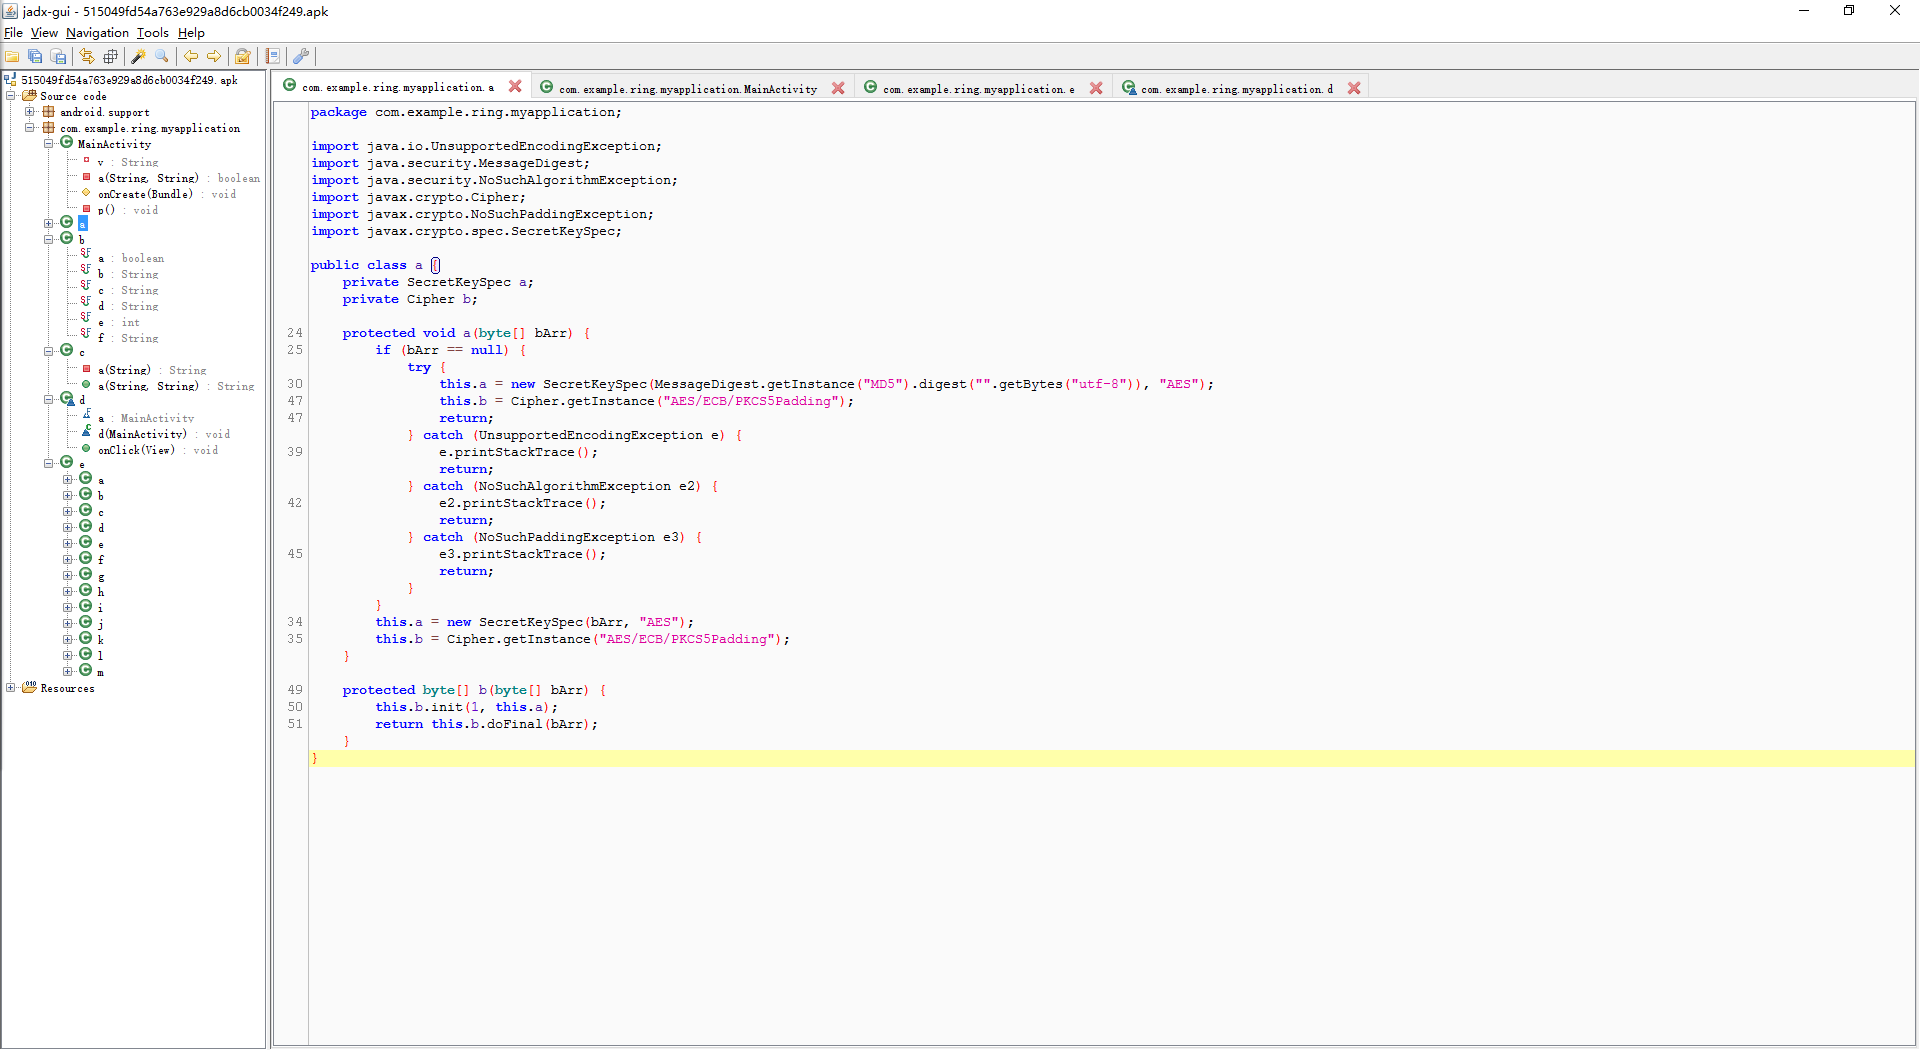 jadx-gui - 515049fd54a763e929a8d6cb0034f249.apk
File View Navigation Tools Help
515049fd54a763e929a8d6cb0034f249.apk
Source code
android.support
com.example.ring.myapplication
MainActivity
v : String
a(String, String) : boolean
onCreate(Bundle) : void
p() : void
a
b
a : boolean
b : String
c : String
d : String
e : int
f : String
c
a(String) : String
a(String, String) : String
d
a : MainActivity
d(MainActivity) : void
onClick(View) : void
e
a
b
c
d
e
f
g
h
i
j
k
l
m
Resources
com.example.ring.myapplication.a com.example.ring.myapplication.MainActivity com.example.ring.myapplication.e com.example.ring.myapplication.d
package com.example.ring.myapplication;
import java.io.UnsupportedEncodingException;
import java.security.MessageDigest;
import java.security.NoSuchAlgorithmException;
import javax.crypto.Cipher;
import javax.crypto.NoSuchPaddingException;
import javax.crypto.spec.SecretKeySpec;
public class a {
private SecretKeySpec a;
private Cipher b;
24 protected void a(byte[] bArr) {
25 if (bArr == null) {
try {
30 this.a = new SecretKeySpec(MessageDigest.getInstance("MD5").digest("".getBytes("utf-8")), "AES");
47 this.b = Cipher.getInstance("AES/ECB/PKCS5Padding");
47 return;
} catch (UnsupportedEncodingException e) {
39 e.printStackTrace();
return;
} catch (NoSuchAlgorithmException e2) {
42 e2.printStackTrace();
return;
} catch (NoSuchPaddingException e3) {
45 e3.printStackTrace();
return;
}
}
34 this.a = new SecretKeySpec(bArr, "AES");
35 this.b = Cipher.getInstance("AES/ECB/PKCS5Padding");
}
49 protected byte[] b(byte[] bArr) {
50 this.b.init(1, this.a);
51 return this.b.doFinal(bArr);
}
}